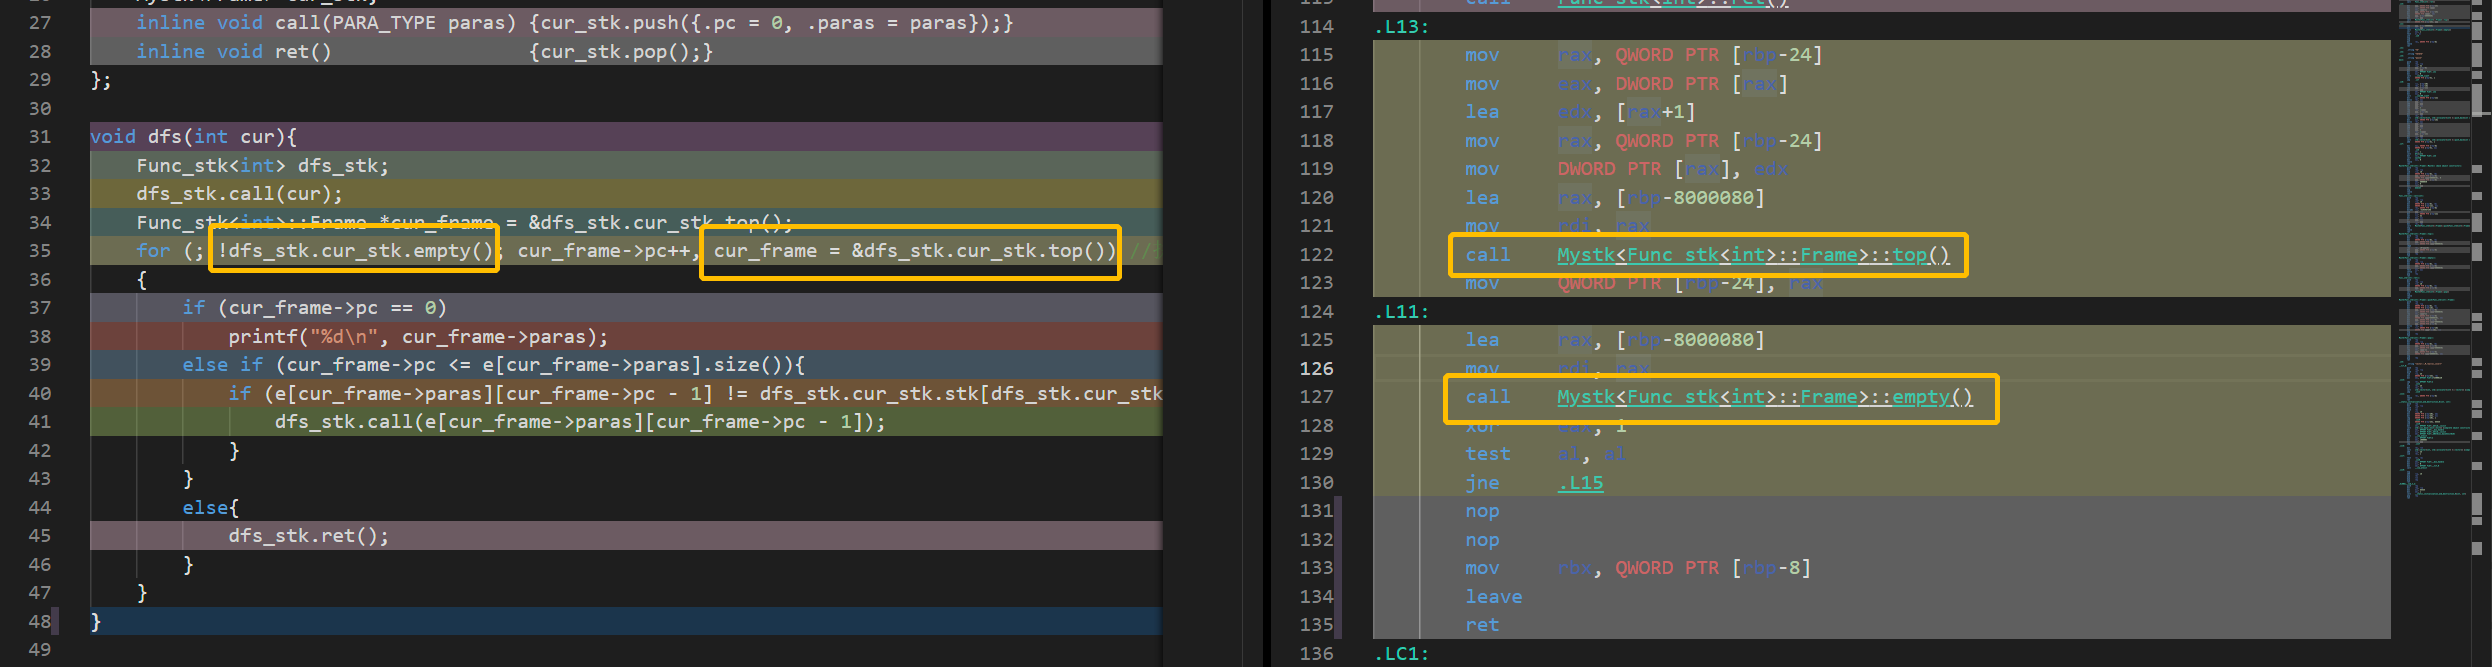 27 inline void call(PARA_TYPE paras) {cur_stk.push({.pc = 0, .paras = paras});}
28 inline void ret() {cur_stk.pop();}
29 };
30
31 void dfs(int cur){
32 Func_stk<int> dfs_stk;
33 dfs_stk.call(cur);
34 Func_stk<int>::Frame *cur_frame = &dfs_stk.cur_stk.top();
35 for (; !dfs_stk.cur_stk.empty(); cur_frame->pc++, cur_frame = &dfs_stk.cur_stk.top()) //
36 {
37 if (cur_frame->pc == 0)
38 printf("%d\n", cur_frame->paras);
39 else if (cur_frame->pc <= e[cur_frame->paras].size()){
40 if (e[cur_frame->paras][cur_frame->pc - 1] != dfs_stk.cur_stk.stk[dfs_stk.cur_stk
41 dfs_stk.call(e[cur_frame->paras][cur_frame->pc - 1]);
42 }
43 }
44 else{
45 dfs_stk.ret();
46 }
47 }
48 }
49
114 .L13:
115 mov rax, QWORD PTR [rbp-24]
116 mov eax, DWORD PTR [rax]
117 lea edx, [rax+1]
118 mov rax, QWORD PTR [rbp-24]
119 mov DWORD PTR [rax], edx
120 lea rax, [rbp-8000080]
121 mov rdi, rax
122 call Mystk<Func_stk<int>::Frame>::top()
123 mov QWORD PTR [rbp-24], rax
124 .L11:
125 lea rax, [rbp-8000080]
126 mov rdi, rax
127 call Mystk<Func_stk<int>::Frame>::empty()
128 xor eax, 1
129 test al, al
130 jne .L15
131 nop
132 nop
133 mov rbx, QWORD PTR [rbp-8]
134 leave
135 ret
136 .LC1: